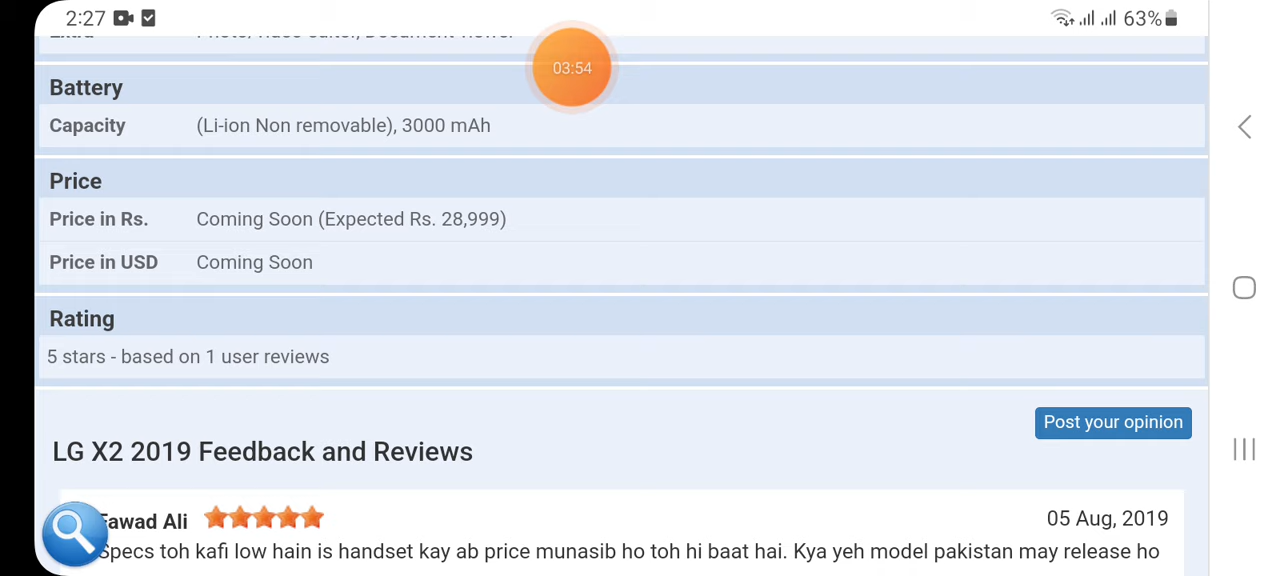 2:27
63%
03:54
Battery
Capacity (Li-ion Non removable), 3000 mAh
Price
Price in Rs. Coming Soon (Expected Rs. 28,999)
Price in USD Coming Soon
Rating
5 stars - based on 1 user reviews
Post your opinion
LG X2 2019 Feedback and Reviews
Fawad Ali 05 Aug, 2019
Specs toh kafi low hain is handset kay ab price munasib ho toh hi baat hai. Kya yeh model pakistan may release ho